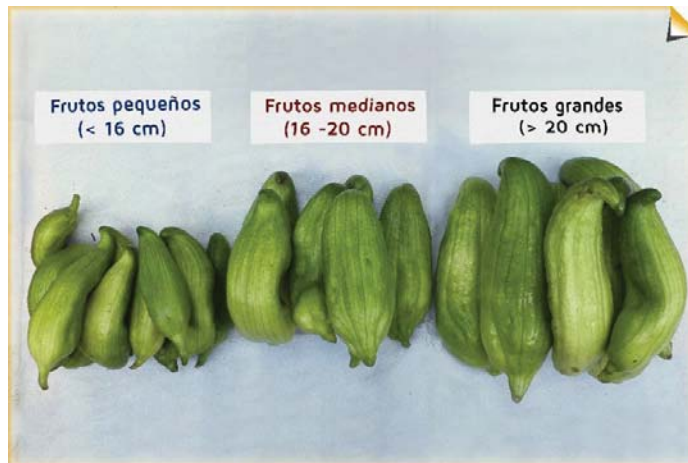 Frutos pequeños
(< 16 cm)
Frutos medianos
(16 -20 cm)
Frutos grandes
(> 20 cm)